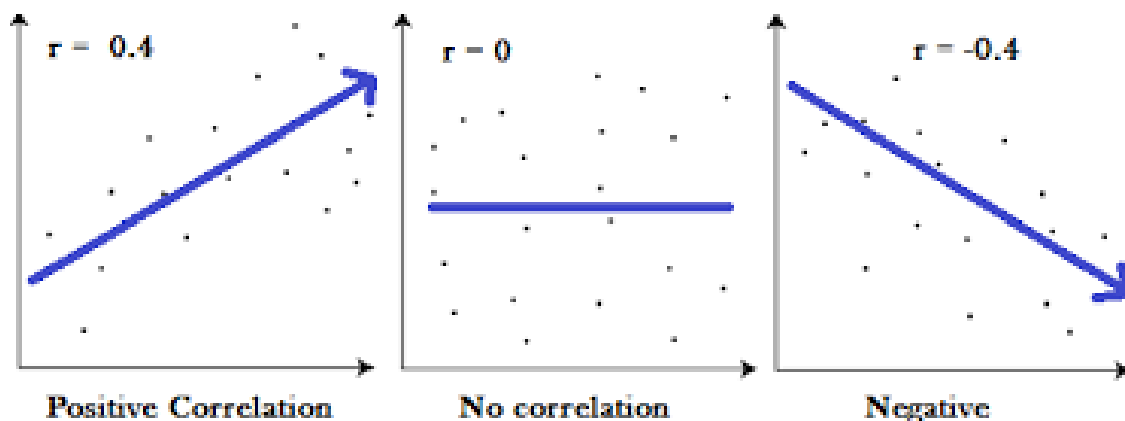 r = 0.4
r = 0
r = -0.4
Positive Correlation
No correlation
Negative